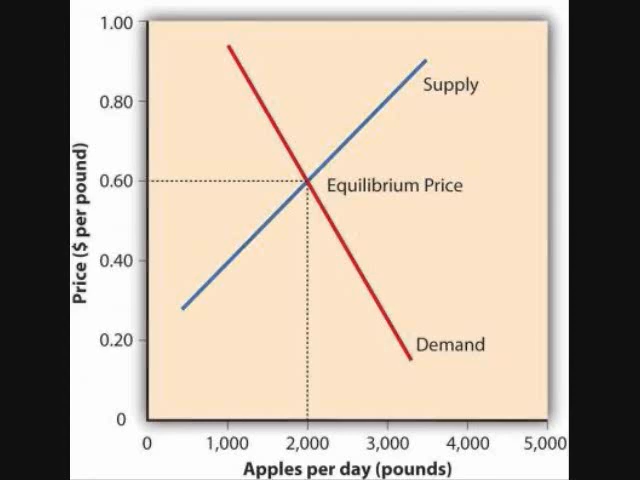 1.00
0.80
0.60
0.40
0.20
0
Price ($ per pound)
Supply
Equilibrium Price
Demand
0 1,000 2,000 3,000 4,000 5,000
Apples per day (pounds)